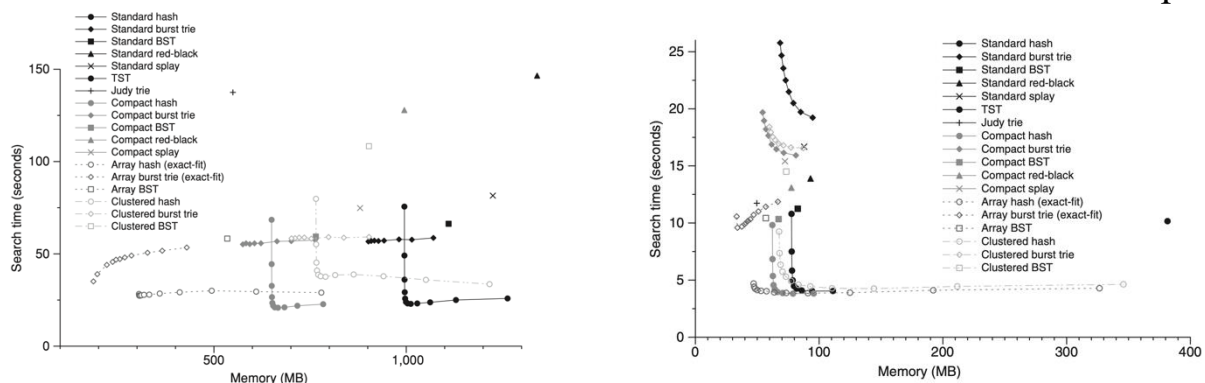 Standard hash
Standard burst trie
Standard BST
Standard red-black
Standard splay
TST
Judy trie
Compact hash
Compact burst trie
Compact BST
Compact red-black
Compact splay
Array hash (exact-fit)
Array burst trie (exact-fit)
Array BST
Clustered hash
Clustered burst trie
Clustered BST
150
100
50
0
Search time (seconds)
500
1,000
Memory (MB)
Standard hash
Standard burst trie
Standard BST
Standard red-black
Standard splay
TST
Judy trie
Compact hash
Compact burst trie
Compact BST
Compact red-black
Compact splay
Array hash (exact-fit)
Array burst trie (exact-fit)
Array BST
Clustered hash
Clustered burst trie
Clustered BST
25
20
15
10
5
0
Search time (seconds)
0
100
200
300
400
Memory (MB)